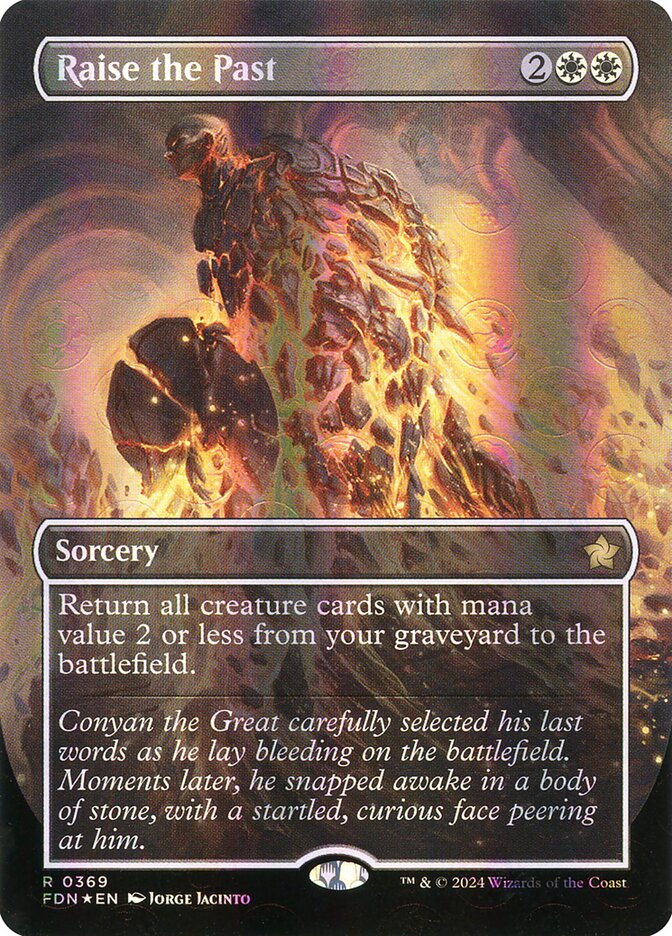 Raise the Past 2
Sorcery
Return all creature cards with mana
value 2 or less from your graveyard to the
battlefield.
Conyan the Great carefully selected his last
words as he lay bleeding on the battlefield.
Moments later, he snapped awake in a body
of stone, with a startled, curious face peering
at him.
R 0369
FDN★EN Jorge Jacinto
™ & © 2024 Wizards of the Coast